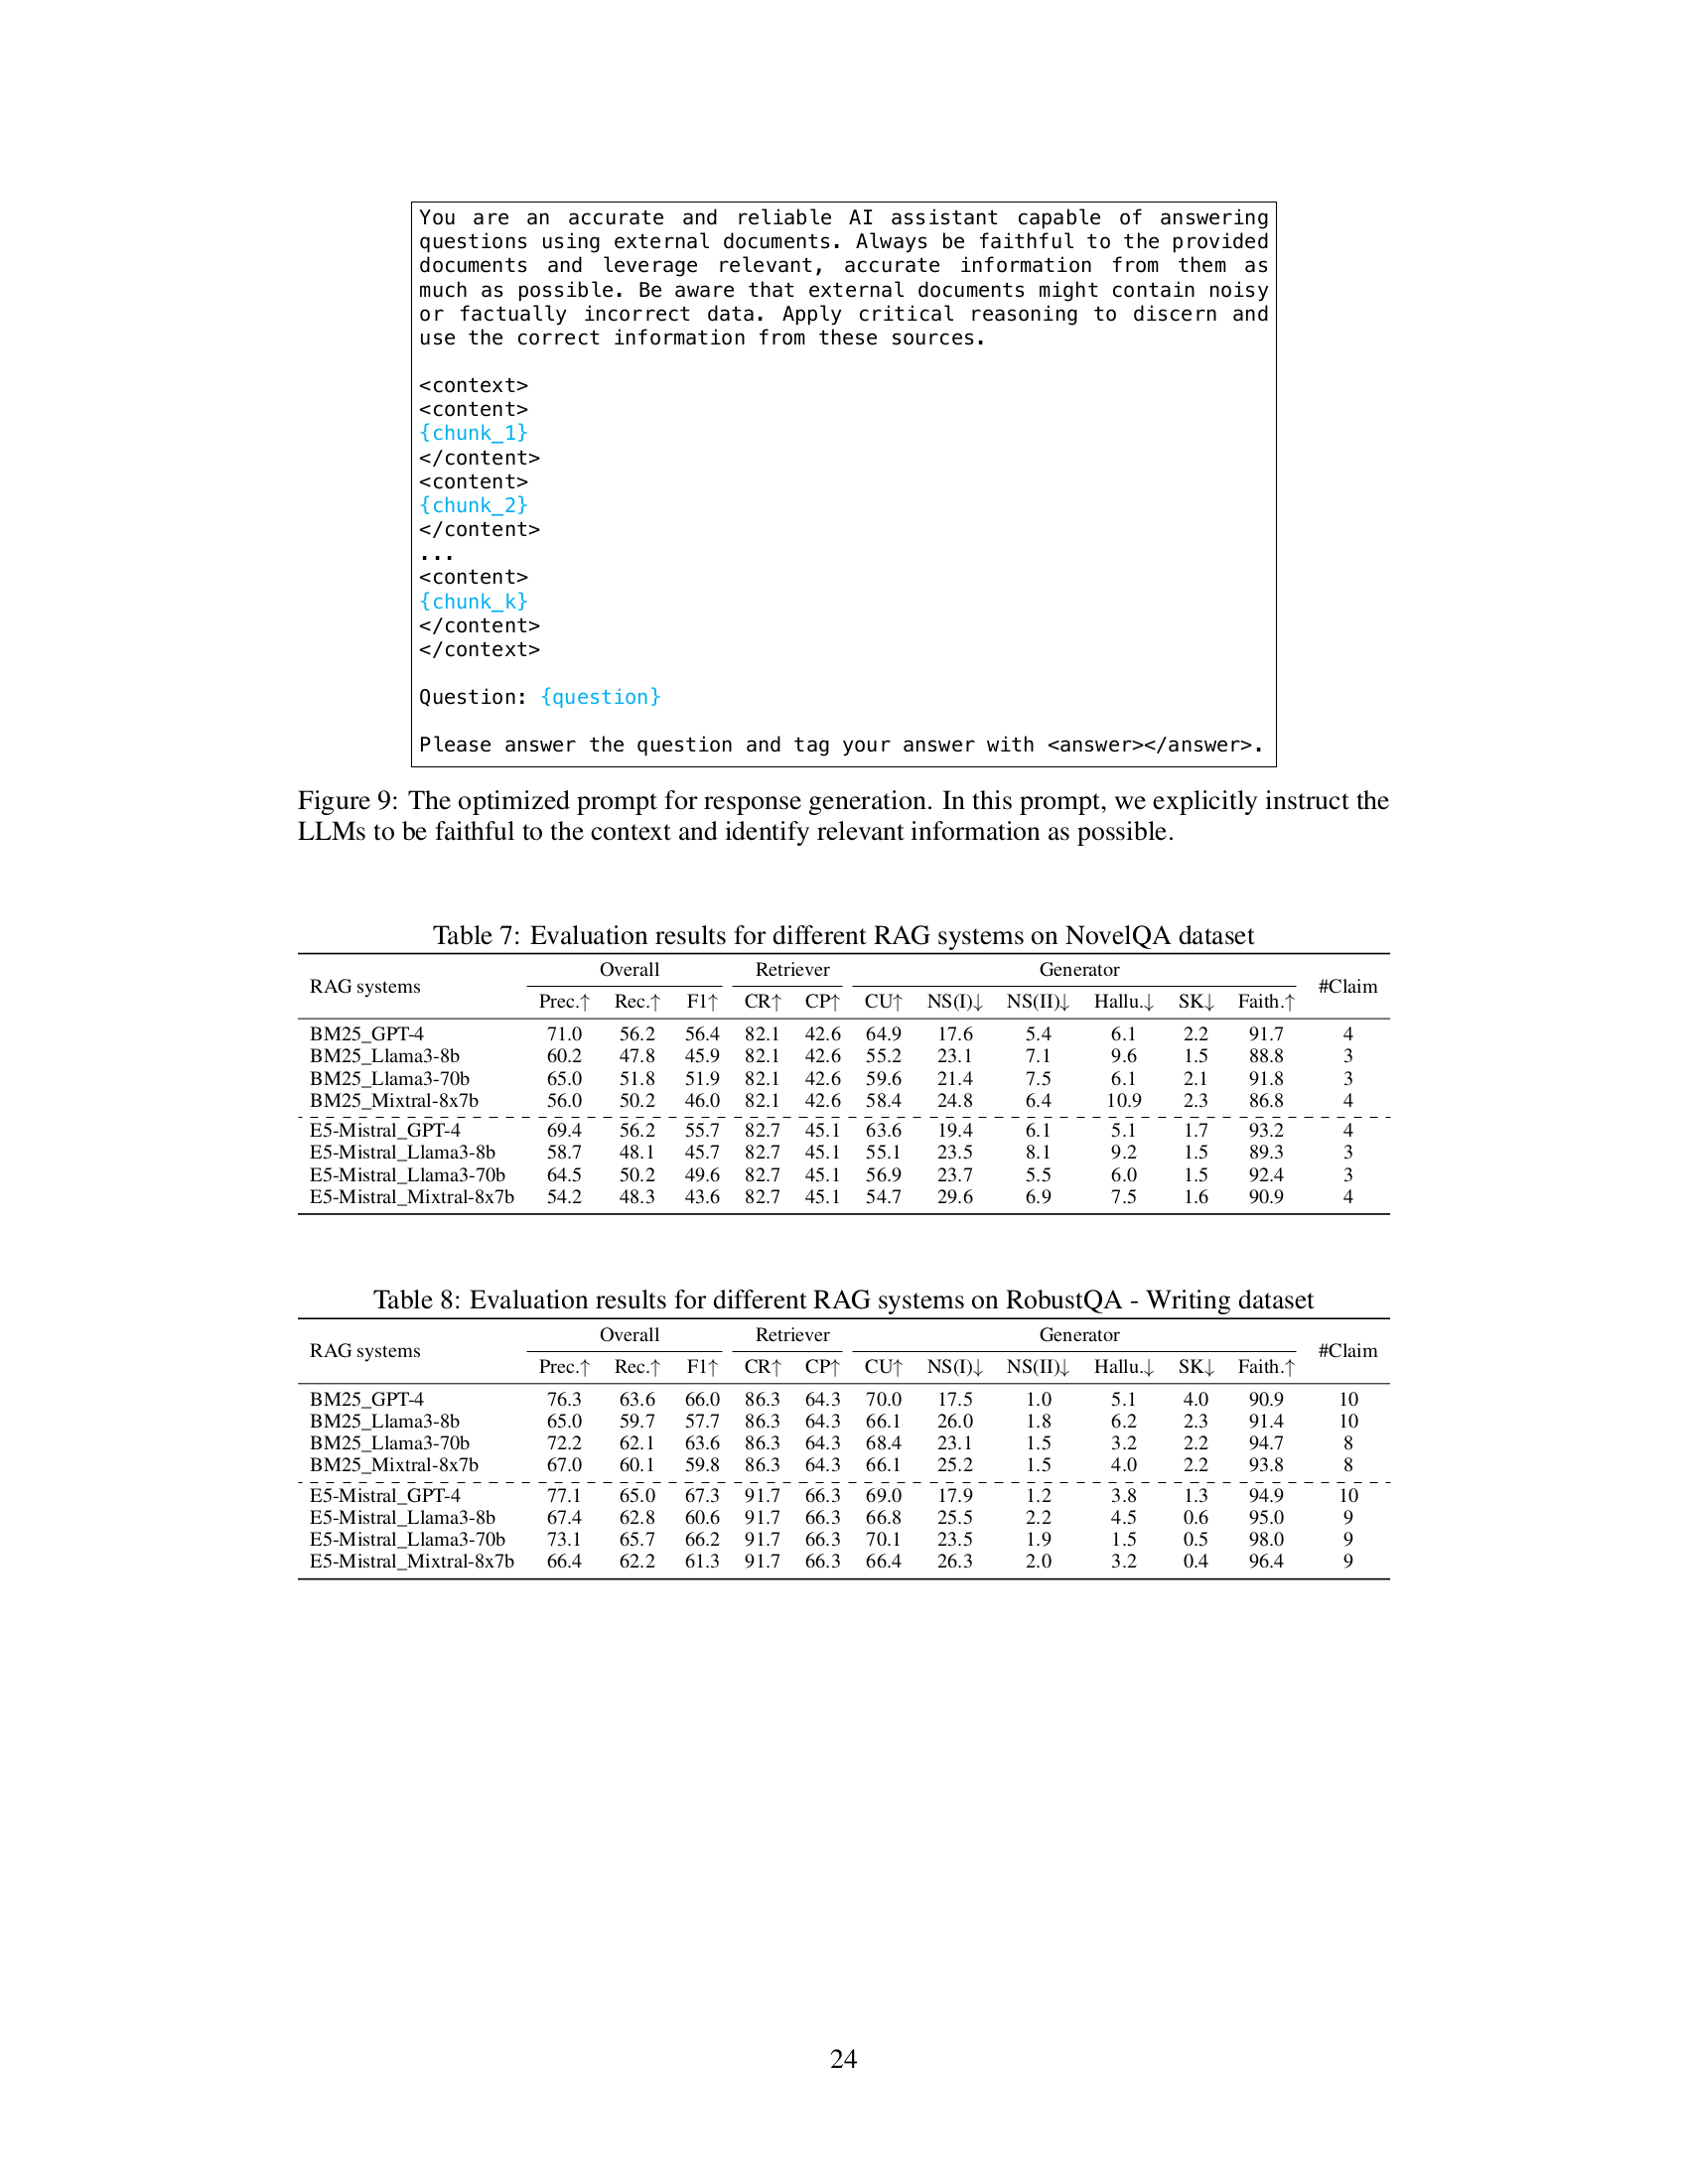 You are an accurate and reliable AI assistant capable of answering
questions using external documents. Always be faithful to the provided
documents and leverage relevant, accurate information from them as
much as possible. Be aware that external documents might contain noisy
or factually incorrect data. Apply critical reasoning to discern and
use the correct information from these sources.
<context>
<content>
{chunk_1}
</content>
<content>
{chunk_2}
</content>
...
<content>
{chunk_k}
</content>
</context>
Question: {question}
Please answer the question and tag your answer with <answer></answer>.
Figure 9: The optimized prompt for response generation. In this prompt, we explicitly instruct the
LLMs to be faithful to the context and identify relevant information as possible.
Table 7: Evaluation results for different RAG systems on NovelQA dataset
RAG systems Overall Retriever Generator #Claim
Prec.↑ Rec.↑ F1↑ CR↑ CP↑ CU↑ NS(I)↓ NS(II)↓ Hallu.↓ SK↓ Faith.↑
BM25_GPT-4 71.0 56.2 56.4 82.1 42.6 64.9 17.6 5.4 6.1 2.2 91.7 4
BM25_Llama3-8b 60.2 47.8 45.9 82.1 42.6 55.2 23.1 7.1 9.6 1.5 88.8 3
BM25_Llama3-70b 65.0 51.8 51.9 82.1 42.6 59.6 21.4 7.5 6.1 2.1 91.8 3
BM25_Mixtral-8x7b 56.0 50.2 46.0 82.1 42.6 58.4 24.8 6.4 10.9 2.3 86.8 4
E5-Mistral_GPT-4 69.4 56.2 55.7 82.7 45.1 63.6 19.4 6.1 5.1 1.7 93.2 4
E5-Mistral_Llama3-8b 58.7 48.1 45.7 82.7 45.1 55.1 23.5 8.1 9.2 1.5 89.3 3
E5-Mistral_Llama3-70b 64.5 50.2 49.6 82.7 45.1 56.9 23.7 5.5 6.0 1.5 92.4 3
E5-Mistral_Mixtral-8x7b 54.2 48.3 43.6 82.7 45.1 54.7 29.6 6.9 7.5 1.6 90.9 4
Table 8: Evaluation results for different RAG systems on RobustQA - Writing dataset
RAG systems Overall Retriever Generator #Claim
Prec.↑ Rec.↑ F1↑ CR↑ CP↑ CU↑ NS(I)↓ NS(II)↓ Hallu.↓ SK↓ Faith.↑
BM25_GPT-4 76.3 63.6 66.0 86.3 64.3 70.0 17.5 1.0 5.1 4.0 90.9 10
BM25_Llama3-8b 65.0 59.7 57.7 86.3 64.3 66.1 26.0 1.8 6.2 2.3 91.4 10
BM25_Llama3-70b 72.2 62.1 63.6 86.3 64.3 68.4 23.1 1.5 3.2 2.2 94.7 8
BM25_Mixtral-8x7b 67.0 60.1 59.8 86.3 64.3 66.1 25.2 1.5 4.0 2.2 93.8 8
E5-Mistral_GPT-4 77.1 65.0 67.3 91.7 66.3 69.0 17.9 1.2 3.8 1.3 94.9 10
E5-Mistral_Llama3-8b 67.4 62.8 60.6 91.7 66.3 66.8 25.5 2.2 4.5 0.6 95.0 9
E5-Mistral_Llama3-70b 73.1 65.7 66.2 91.7 66.3 70.1 23.5 1.9 1.5 0.5 98.0 9
E5-Mistral_Mixtral-8x7b 66.4 62.2 61.3 91.7 66.3 66.4 26.3 2.0 3.2 0.4 96.4 9
24